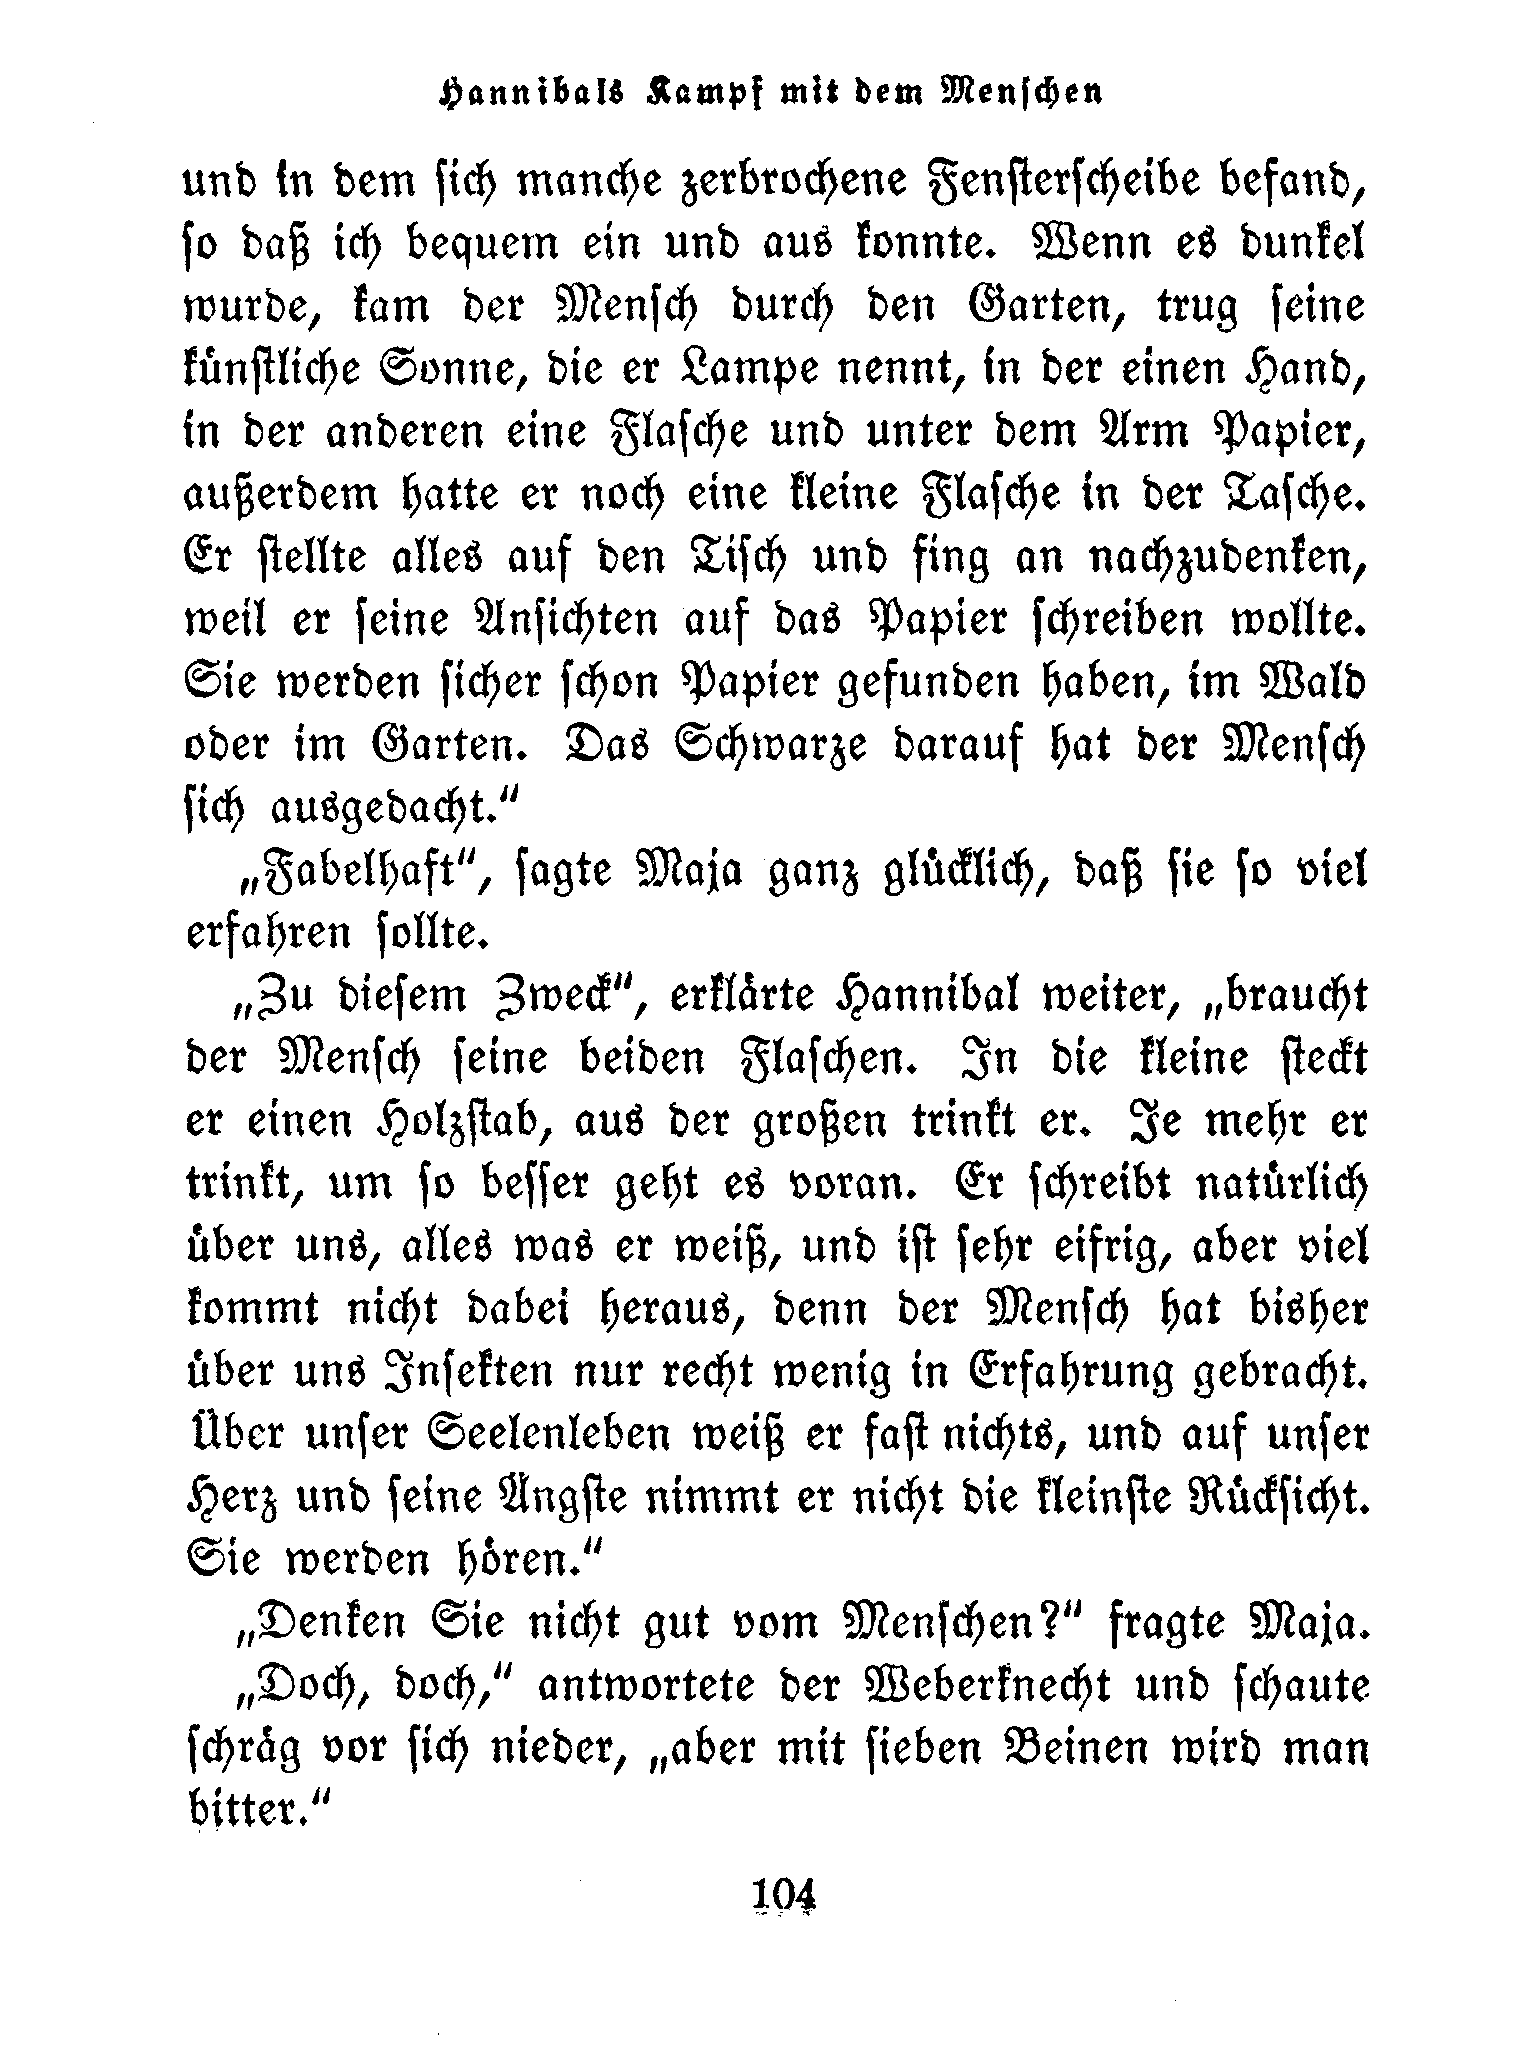 Hannibals Kampf mit dem Menschen
und in dem sich manche zerbrochene Fensterscheibe befand,
so daß ich bequem ein und aus konnte. Wenn es dunkel
wurde, kam der Mensch durch den Garten, trug seine
künstliche Sonne, die er Lampe nennt, in der einen Hand,
in der anderen eine Flasche und unter dem Arm Papier,
außerdem hatte er noch eine kleine Flasche in der Tasche.
Er stellte alles auf den Tisch und fing an nachzudenken,
weil er seine Ansichten auf das Papier schreiben wollte.
Sie werden sicher schon Papier gefunden haben, im Wald
oder im Garten. Das Schwarze darauf hat der Mensch
sich ausgedacht.“
„Fabelhaft“, sagte Maja ganz glücklich, daß sie so viel
erfahren sollte.
„Zu diesem Zweck“, erklärte Hannibal weiter, „braucht
der Mensch seine beiden Flaschen. In die kleine steckt
er einen Holzstab, aus der großen trinkt er. Je mehr er
trinkt, um so besser geht es voran. Er schreibt natürlich
über uns, alles was er weiß, und ist sehr eifrig, aber viel
kommt nicht dabei heraus, denn der Mensch hat bisher
über uns Insekten nur recht wenig in Erfahrung gebracht.
Über unser Seelenleben weiß er fast nichts, und auf unser
Herz und seine Ängste nimmt er nicht die kleinste Rücksicht.
Sie werden hören.“
„Denken Sie nicht gut vom Menschen?“ fragte Maja.
„Doch, doch,“ antwortete der Weberknecht und schaute
schräg vor sich nieder, „aber mit sieben Beinen wird man
bitter.“
104